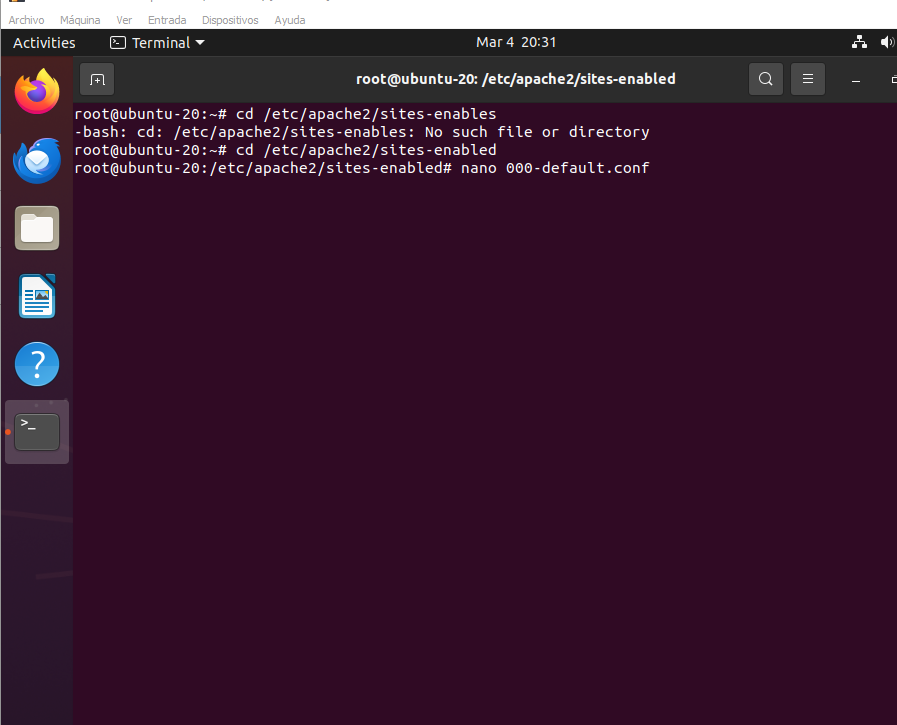 Archivo Máquina Ver Entrada Dispositivos Ayuda
Activities Terminal Mar 4 20:31
root@ubuntu-20: /etc/apache2/sites-enabled
root@ubuntu-20:~# cd /etc/apache2/sites-enables
-bash: cd: /etc/apache2/sites-enables: No such file or directory
root@ubuntu-20:~# cd /etc/apache2/sites-enabled
root@ubuntu-20:/etc/apache2/sites-enabled# nano 000-default.conf